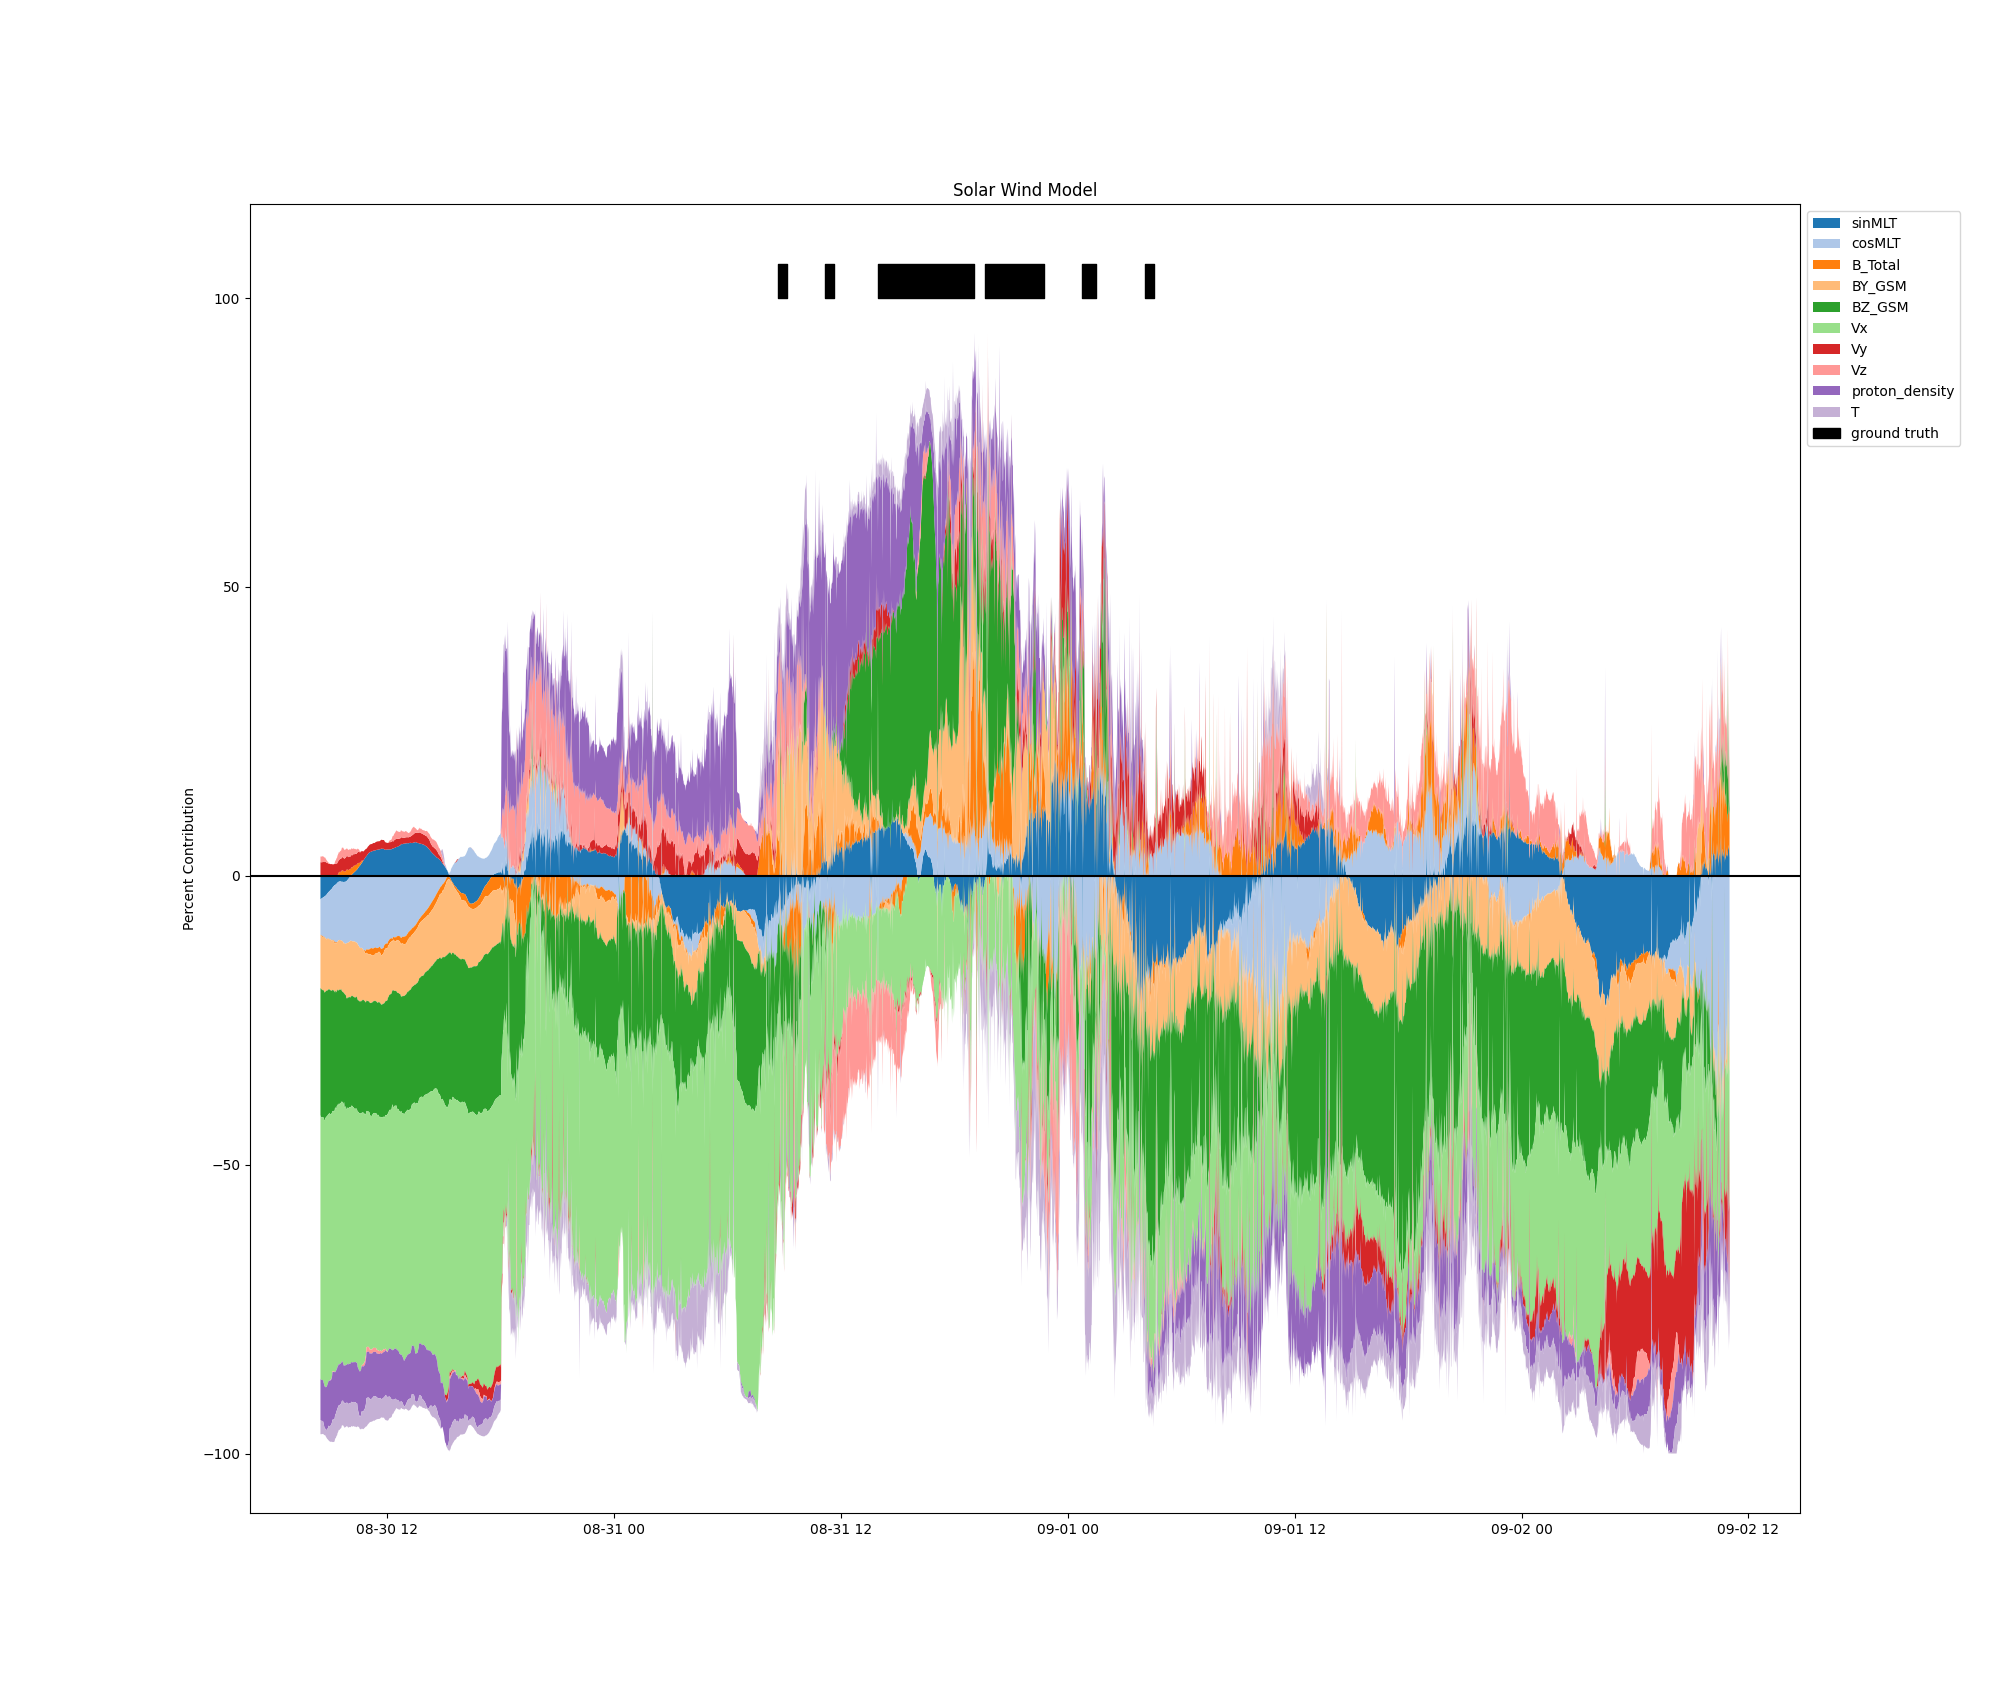 Solar Wind Model
sinMLT
cosMLT
B_Total
BY_GSM
BZ_GSM
Vx
Vy
Vz
proton_density
T
ground truth
Percent Contribution
100
50
0
−50
−100
08-30 12
08-31 00
08-31 12
09-01 00
09-01 12
09-02 00
09-02 12